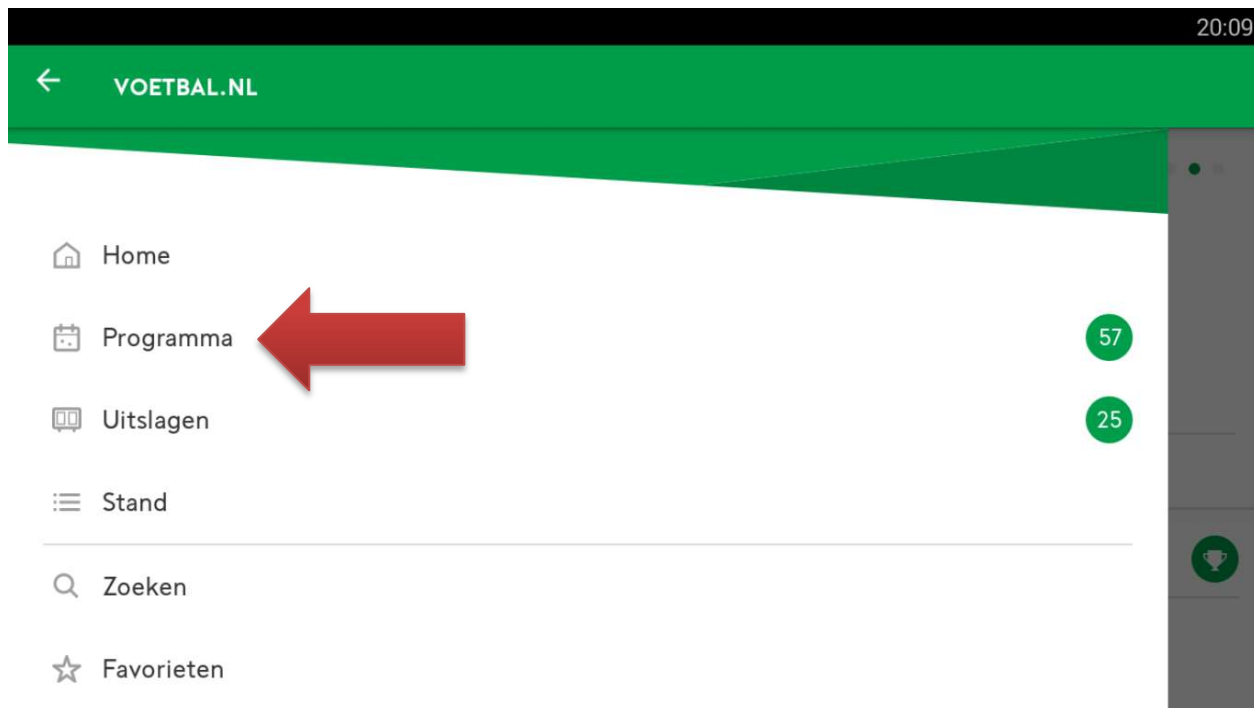 20:09
VOETBAL.NL
Home
Programma 57
Uitslagen 25
Stand
Zoeken
Favorieten